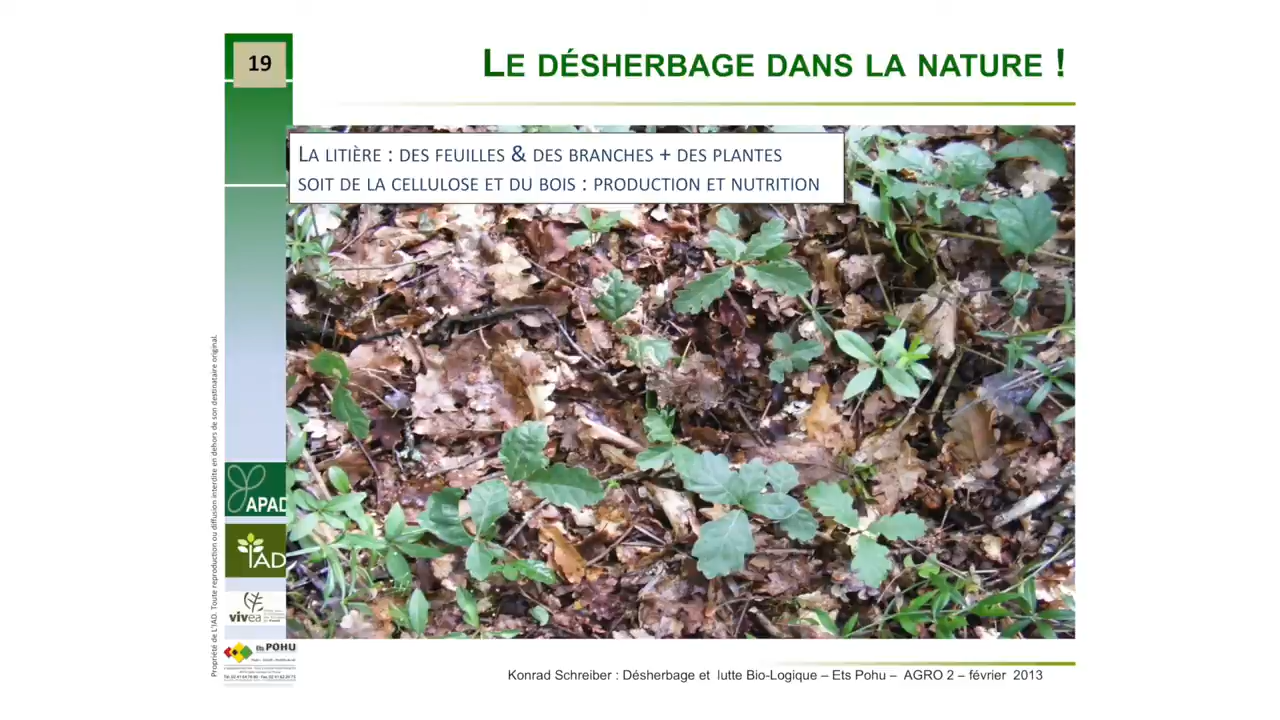 19
LE DÉSHERBAGE DANS LA NATURE !
LA LITIÈRE : DES FEUILLES & DES BRANCHES + DES PLANTES
SOIT DE LA CELLULOSE ET DU BOIS : PRODUCTION ET NUTRITION
Propriété de L'IAD. Toute reproduction ou diffusion interdite en dehors de son destinataire original.
APAD
IAD
vivea
Ets POHU
Konrad Schreiber : Désherbage et lutte Bio-Logique – Ets Pohu – AGRO 2 – février 2013